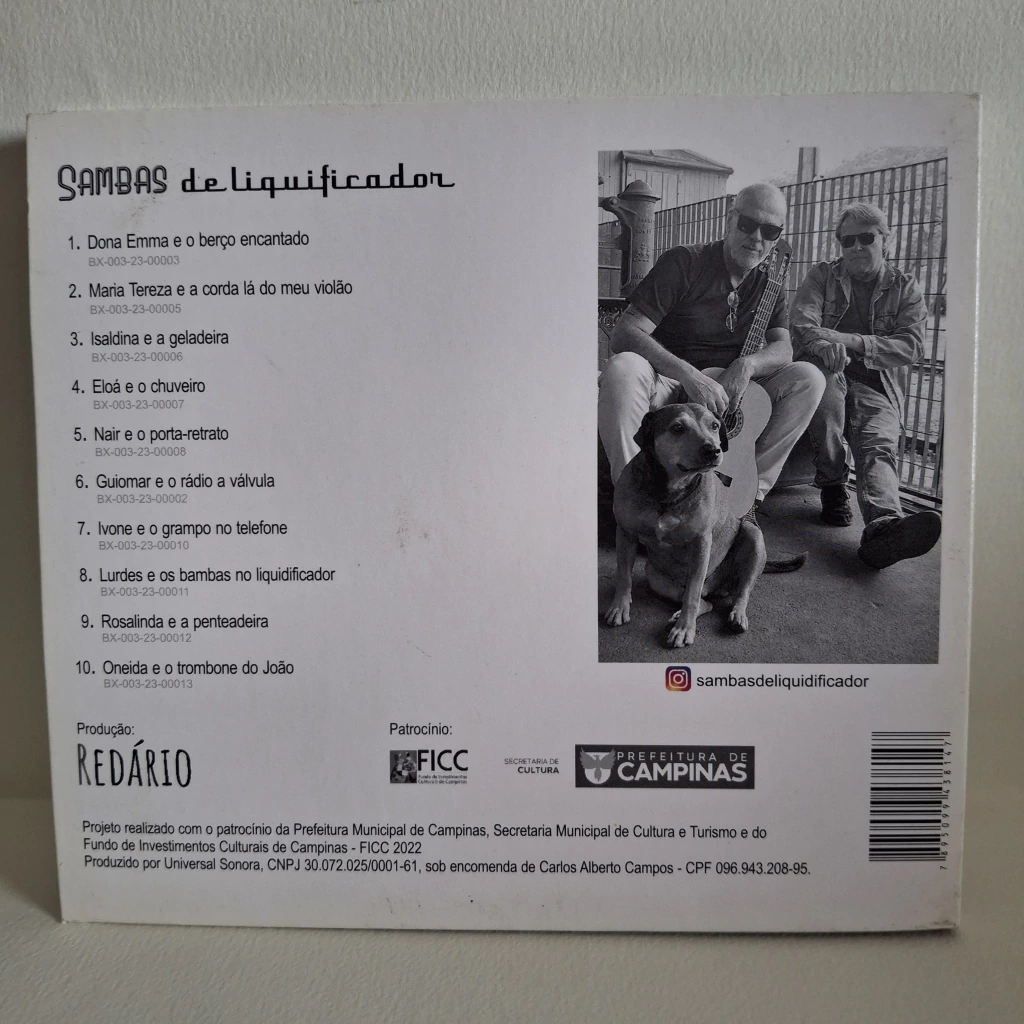 SAMBAS de liquificador
1. Dona Emma e o berço encantado
BX-003-23-00003
2. Maria Tereza e a corda lá do meu violão
BX-003-23-00005
3. Isaldina e a geladeira
BX-003-23-00006
4. Eloá e o chuveiro
BX-003-23-00007
5. Nair e o porta-retrato
BX-003-23-00008
6. Guiomar e o rádio a válvula
BX-003-23-00002
7. Ivone e o grampo no telefone
BX-003-23-00010
8. Lurdes e os bambas no liquidificador
BX-003-23-00011
9. Rosalinda e a penteadeira
BX-003-23-00012
10. Oneida e o trombone do João
BX-003-23-00013
sambasdeliquidificador
Produção:
REDÁRIO
Patrocínio:
FICC
Fundo de Investimentos
Culturais de Campinas
SECRETARIA DE
CULTURA
PREFEITURA DE
CAMPINAS
7895099438147
Projeto realizado com o patrocínio da Prefeitura Municipal de Campinas, Secretaria Municipal de Cultura e Turismo e do
Fundo de Investimentos Culturais de Campinas - FICC 2022
Produzido por Universal Sonora, CNPJ 30.072.025/0001-61, sob encomenda de Carlos Alberto Campos - CPF 096.943.208-95.